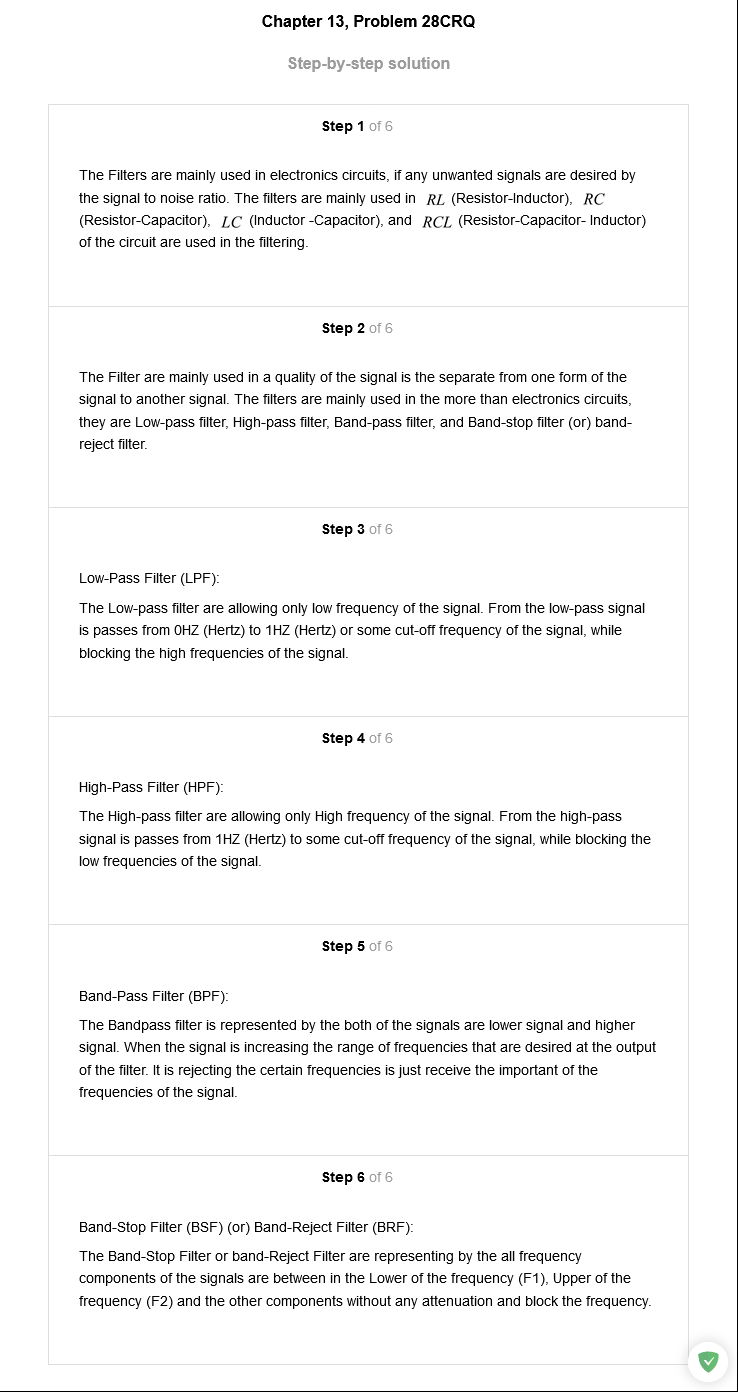 Chapter 13, Problem 28CRQ
Step-by-step solution
Step 1 of 6
The Filters are mainly used in electronics circuits, if any unwanted signals are desired by
the signal to noise ratio. The filters are mainly used in RL (Resistor-Inductor), RC
(Resistor-Capacitor), LC (Inductor -Capacitor), and RCL (Resistor-Capacitor- Inductor)
of the circuit are used in the filtering.
Step 2 of 6
The Filter are mainly used in a quality of the signal is the separate from one form of the
signal to another signal. The filters are mainly used in the more than electronics circuits,
they are Low-pass filter, High-pass filter, Band-pass filter, and Band-stop filter (or) band-
reject filter.
Step 3 of 6
Low-Pass Filter (LPF):
The Low-pass filter are allowing only low frequency of the signal. From the low-pass signal
is passes from 0HZ (Hertz) to 1HZ (Hertz) or some cut-off frequency of the signal, while
blocking the high frequencies of the signal.
Step 4 of 6
High-Pass Filter (HPF):
The High-pass filter are allowing only High frequency of the signal. From the high-pass
signal is passes from 1HZ (Hertz) to some cut-off frequency of the signal, while blocking the
low frequencies of the signal.
Step 5 of 6
Band-Pass Filter (BPF):
The Bandpass filter is represented by the both of the signals are lower signal and higher
signal. When the signal is increasing the range of frequencies that are desired at the output
of the filter. It is rejecting the certain frequencies is just receive the important of the
frequencies of the signal.
Step 6 of 6
Band-Stop Filter (BSF) (or) Band-Reject Filter (BRF):
The Band-Stop Filter or band-Reject Filter are representing by the all frequency
components of the signals are between in the Lower of the frequency (F1), Upper of the
frequency (F2) and the other components without any attenuation and block the frequency.